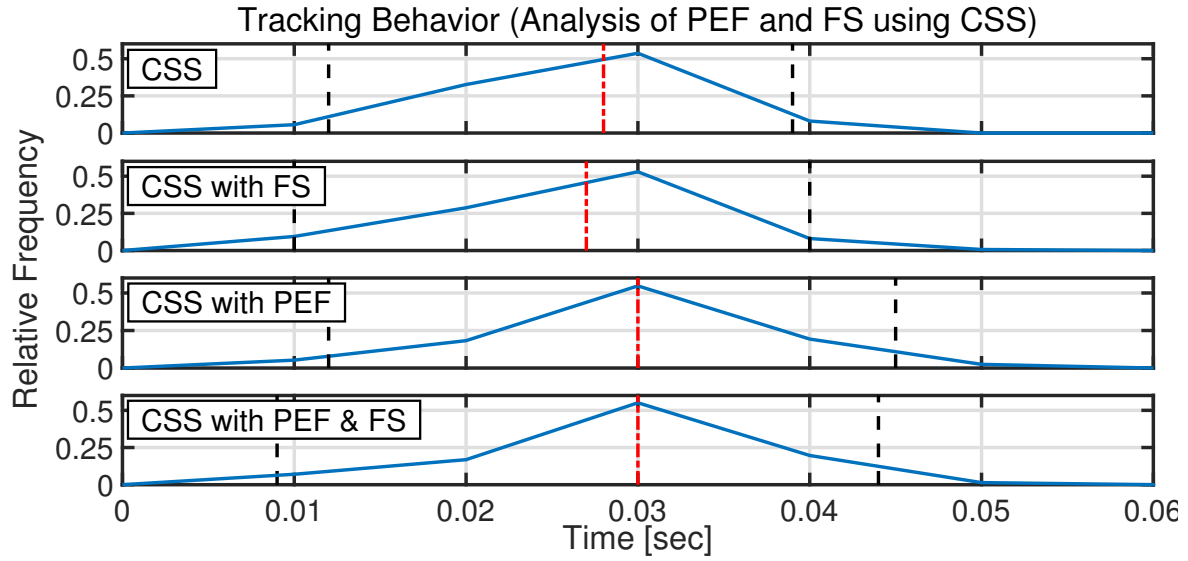 Tracking Behavior (Analysis of PEF and FS using CSS)
0.5
CSS
0.25
0
0.5
CSS with FS
0.25
0
0.5
CSS with PEF
0.25
0
0.5
CSS with PEF & FS
0.25
0
Relative Frequency
0 0.01 0.02 0.03 0.04 0.05 0.06
Time [sec]